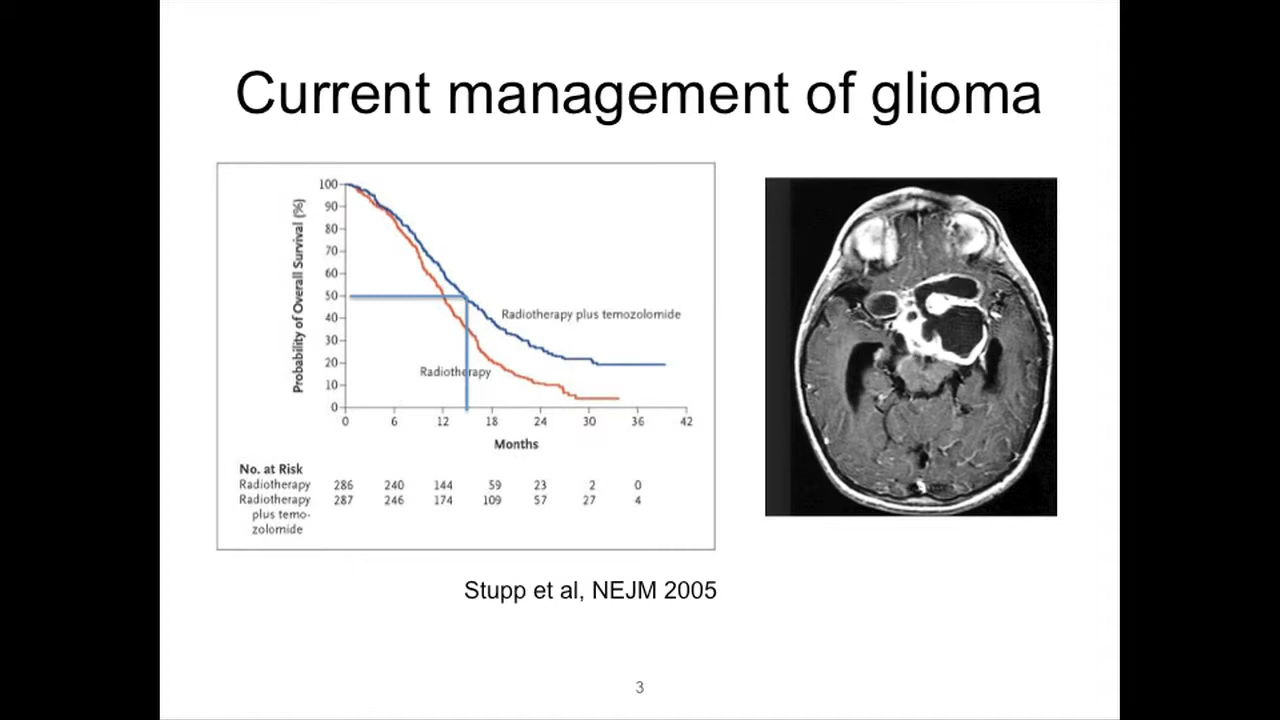 Current management of glioma
Probability of Overall Survival (%)
100
90
80
70
60
50
40
30
20
10
0
Radiotherapy plus temozolomide
Radiotherapy
0 6 12 18 24 30 36 42
Months
No. at Risk
Radiotherapy 286 240 144 59 23 2 0
Radiotherapy 287 246 174 109 57 27 4
plus temo-
zolomide
Stupp et al, NEJM 2005
3